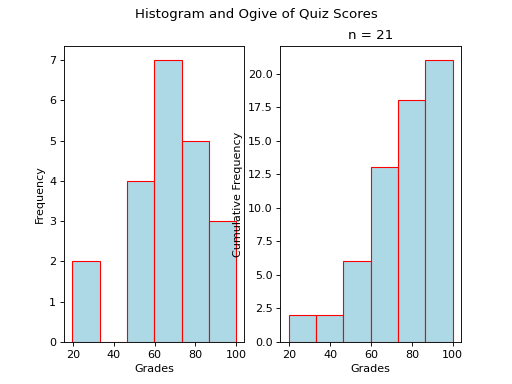 Histogram and Ogive of Quiz Scores
n = 21
7
6
5
4
3
2
1
0
Frequency
20 40 60 80 100
Grades
20.0
17.5
15.0
12.5
10.0
7.5
5.0
2.5
0.0
Cumulative Frequency
20 40 60 80 100
Grades